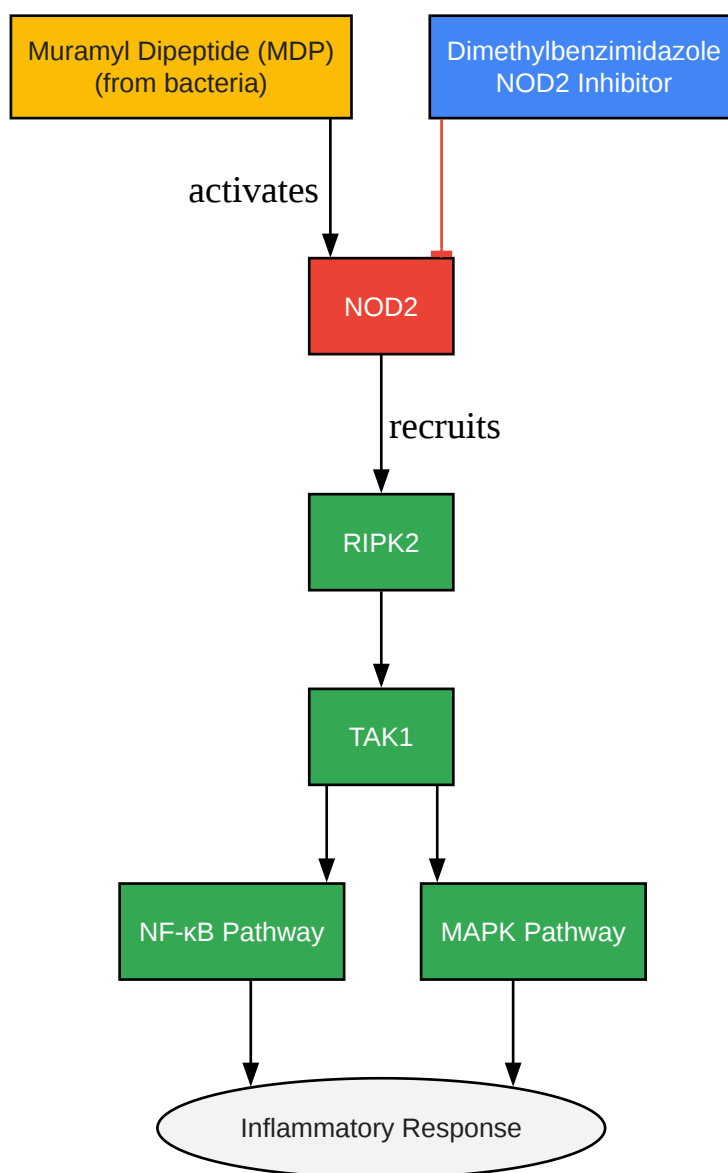 Muramyl Dipeptide (MDP)
(from bacteria)
Dimethylbenzimidazole
NOD2 Inhibitor
activates
NOD2
recruits
RIPK2
TAK1
NF-κB Pathway
MAPK Pathway
Inflammatory Response